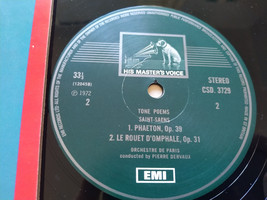 HIS MASTER'S VOICE
33⅓
STEREO
CSD. 3729
℗ 1972
2
2
TONE POEMS
SAINT-SAENS
1. PHAETON, Op. 39
2. LE ROUET D'OMPHALE, Op. 31
ORCHESTRE DE PARIS
conducted by PIERRE DERVAUX
EMI